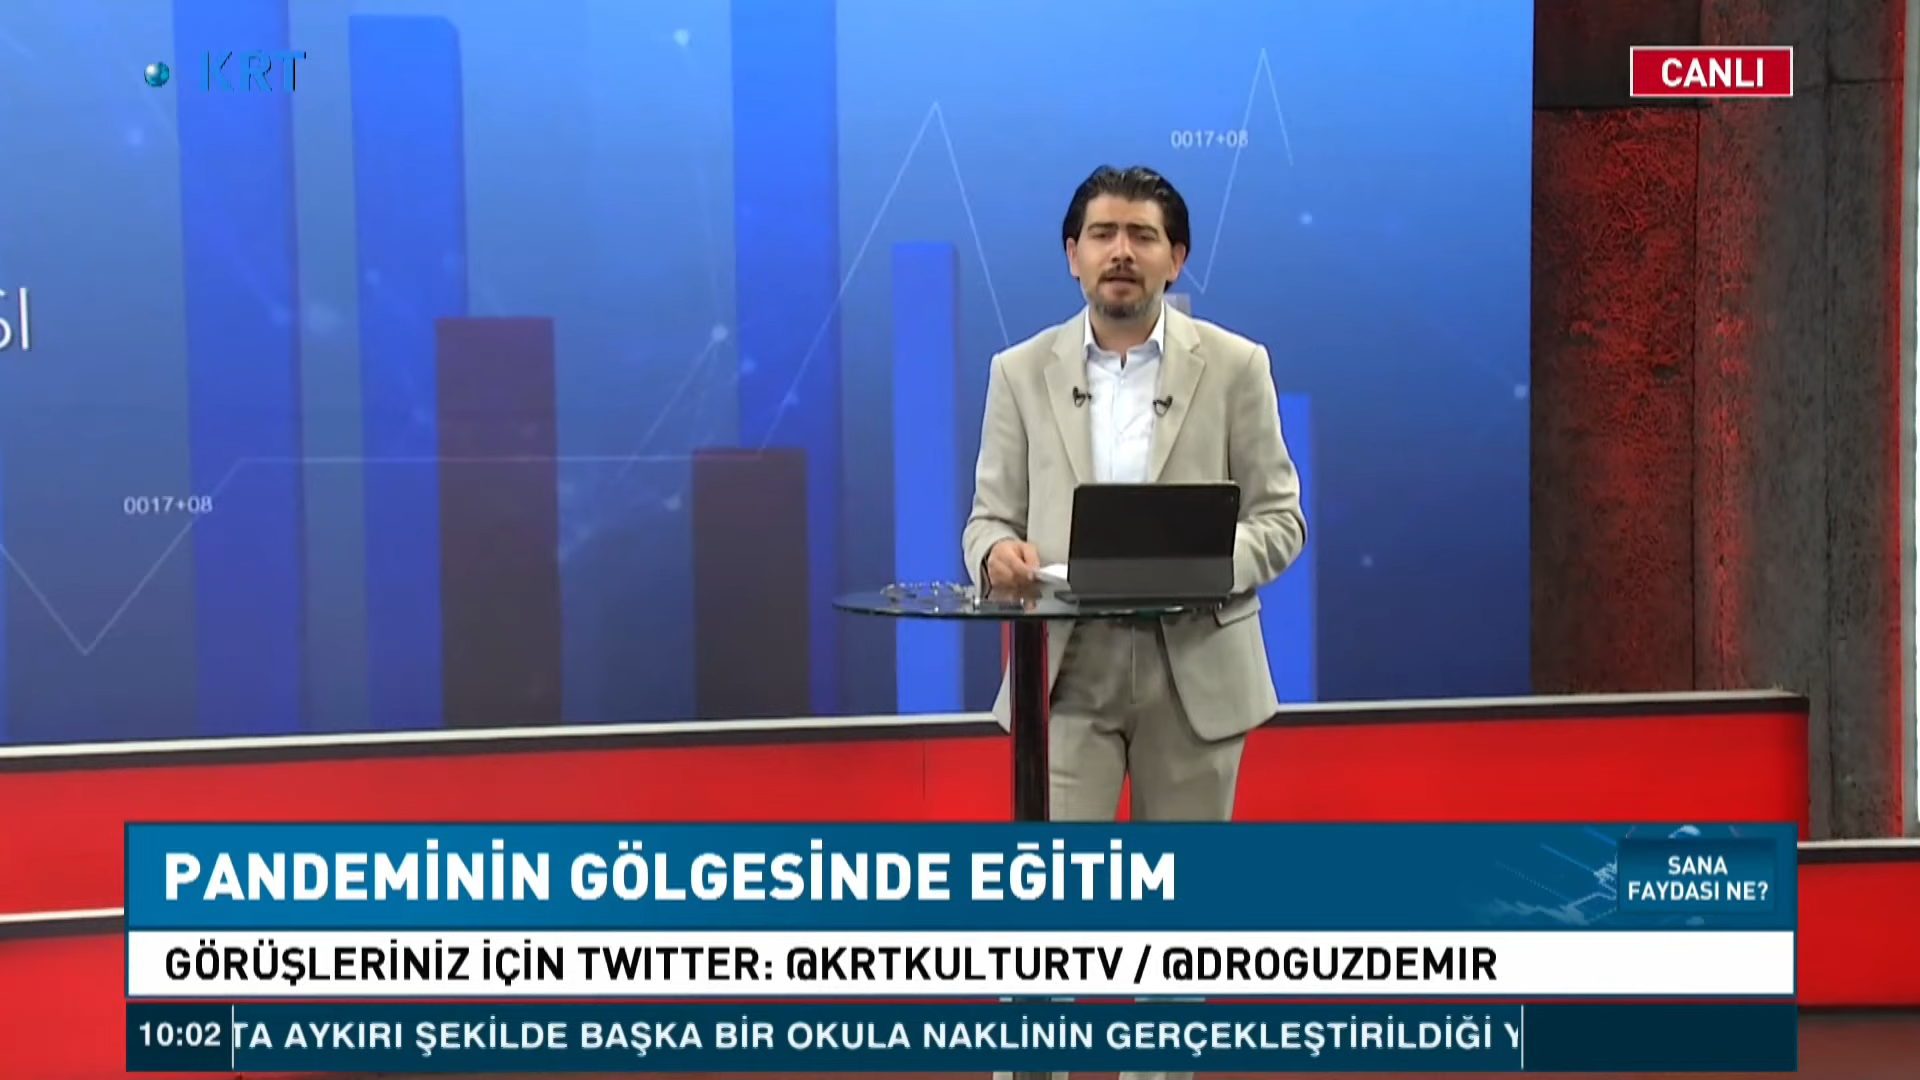 KRT
CANLI
0017+08
SI
0017+08
PANDEMİNİN GÖLGESİNDE EĞİTİM
SANA
FAYDASI NE?
GÖRÜŞLERİNİZ İÇİN TWITTER: @KRTKULTURTV / @DROGUZDEMIR
10:02 TA AYKIRI ŞEKİLDE BAŞKA BİR OKULA NAKLİNİN GERÇEKLEŞTİRİLDİĞİ Y